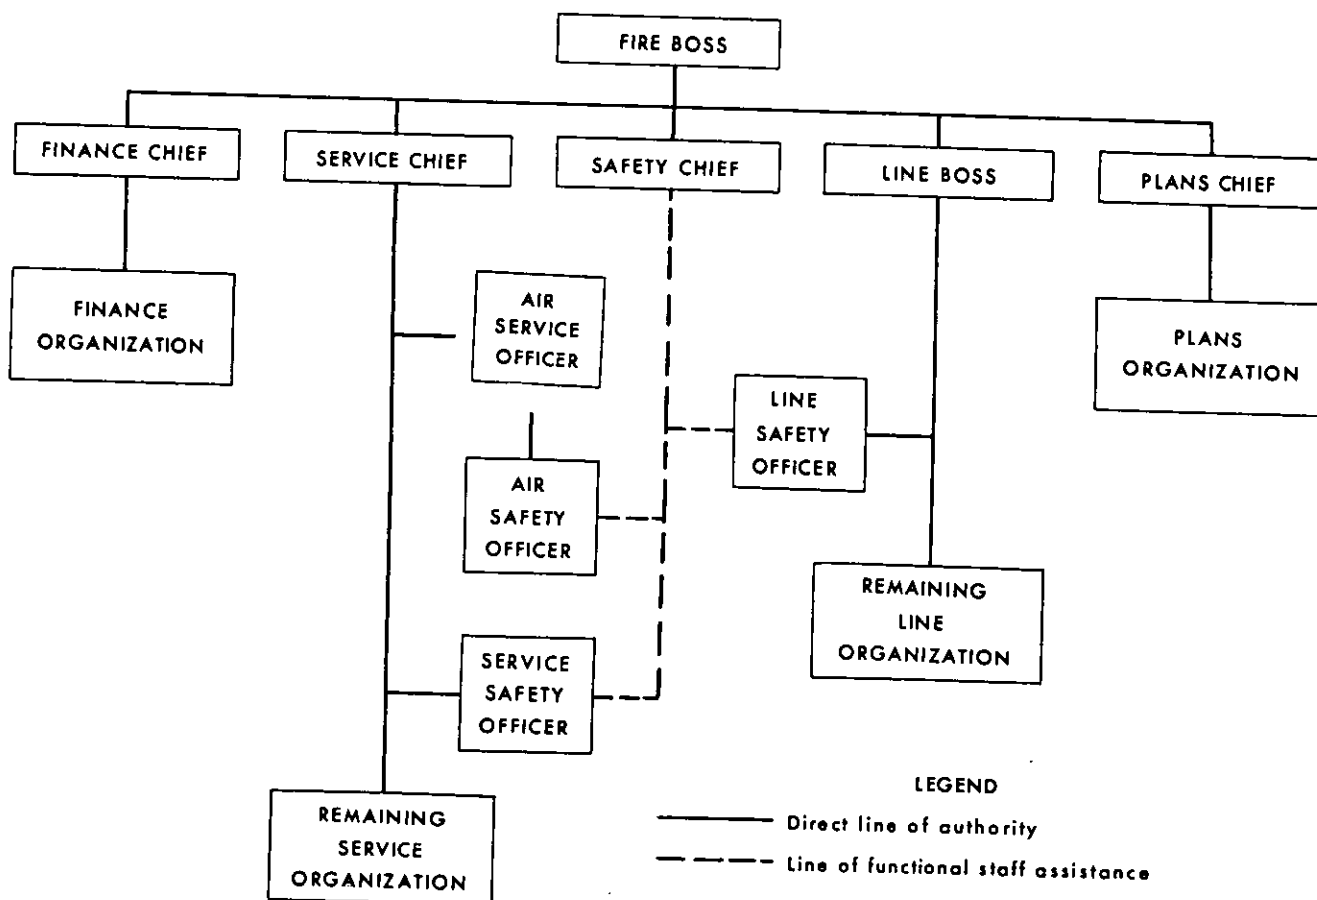 FIRE BOSS
FINANCE CHIEF
SERVICE CHIEF
SAFETY CHIEF
LINE BOSS
PLANS CHIEF
FINANCE
ORGANIZATION
AIR
SERVICE
OFFICER
PLANS
ORGANIZATION
LINE
SAFETY
OFFICER
AIR
SAFETY
OFFICER
REMAINING
LINE
ORGANIZATION
SERVICE
SAFETY
OFFICER
REMAINING
SERVICE
ORGANIZATION
LEGEND
Direct line of authority
Line of functional staff assistance